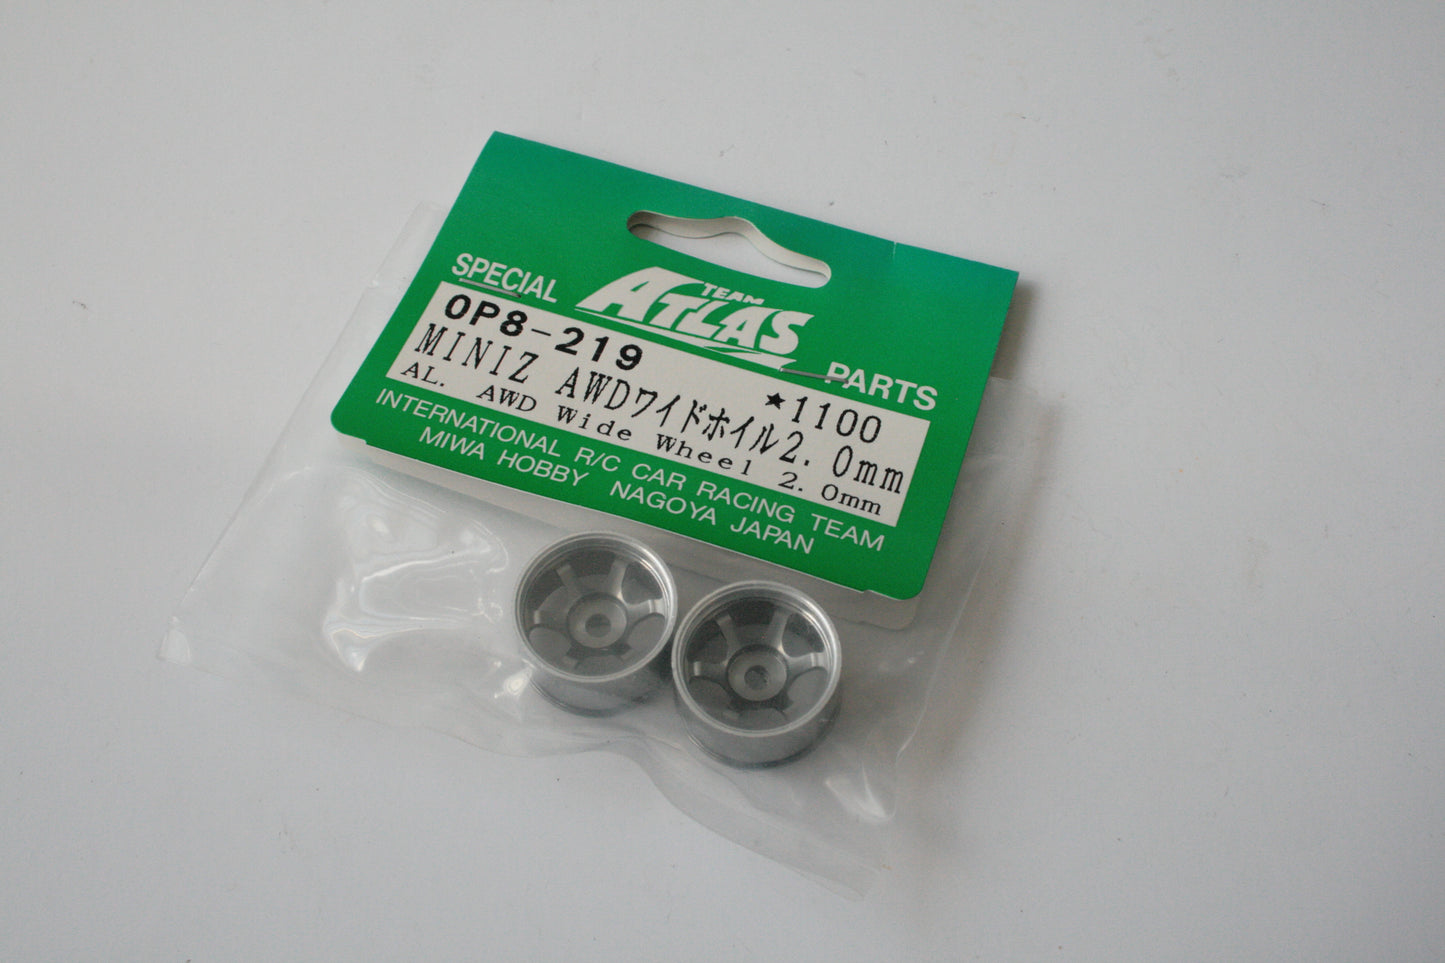 SPECIAL TEAM ATLAS PARTS
OP8-219 ★1100
MINIZ AWDワイドホイル2.0mm
AL. AWD Wide Wheel 2.0mm
INTERNATIONAL R/C CAR RACING TEAM
MIWA HOBBY NAGOYA JAPAN